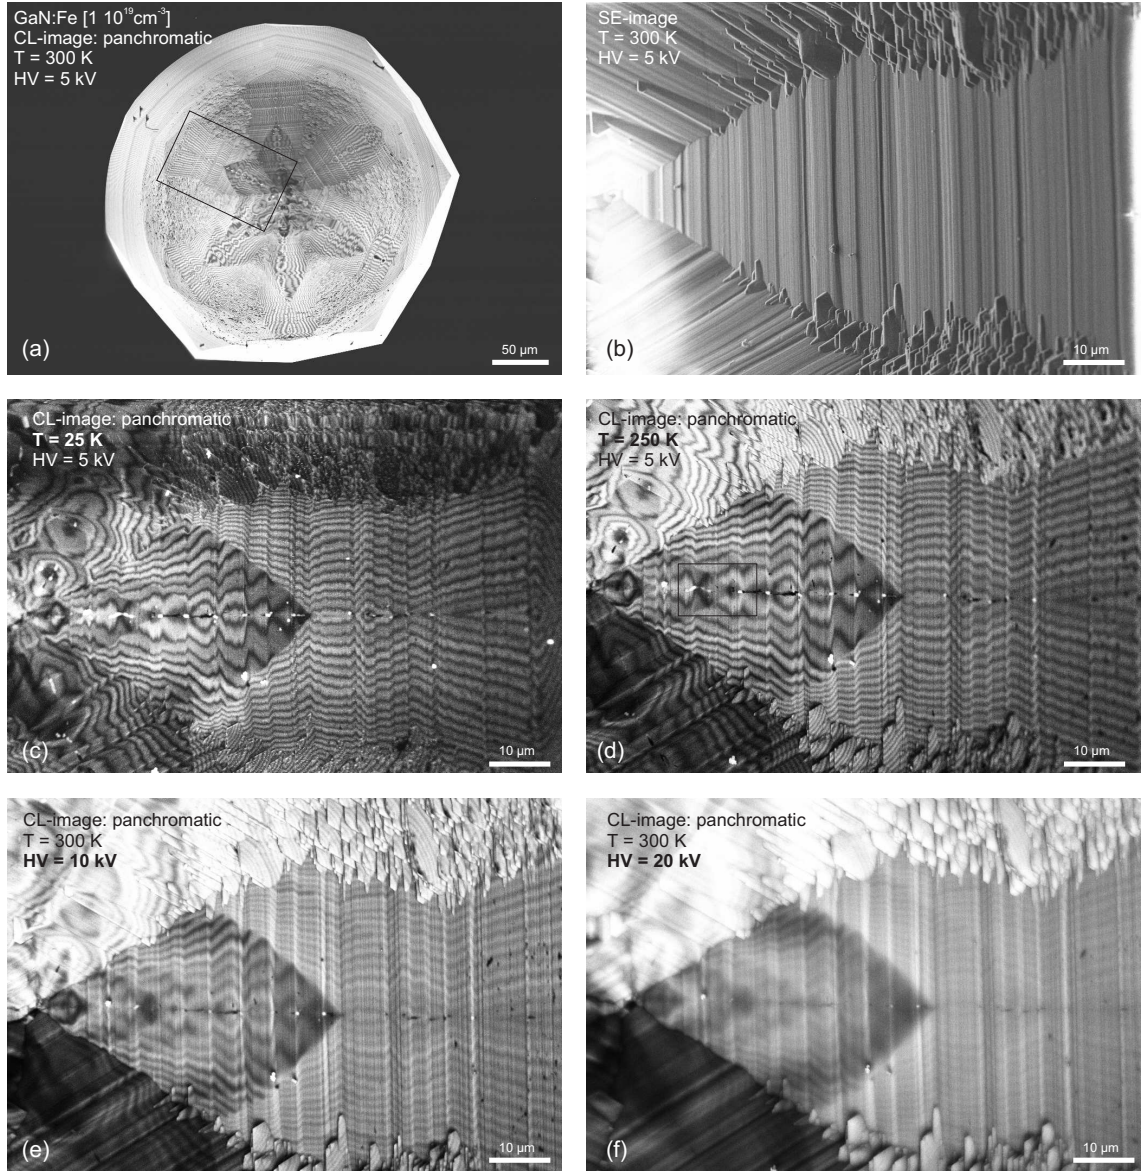 GaN:Fe [1 10¹⁹cm⁻³]
CL-image: panchromatic
T = 300 K
HV = 5 kV
(a)
50 µm
SE-image
T = 300 K
HV = 5 kV
(b)
10 µm
CL-image: panchromatic
T = 25 K
HV = 5 kV
(c)
10 µm
CL-image: panchromatic
T = 250 K
HV = 5 kV
(d)
10 µm
CL-image: panchromatic
T = 300 K
HV = 10 kV
(e)
10 µm
CL-image: panchromatic
T = 300 K
HV = 20 kV
(f)
10 µm